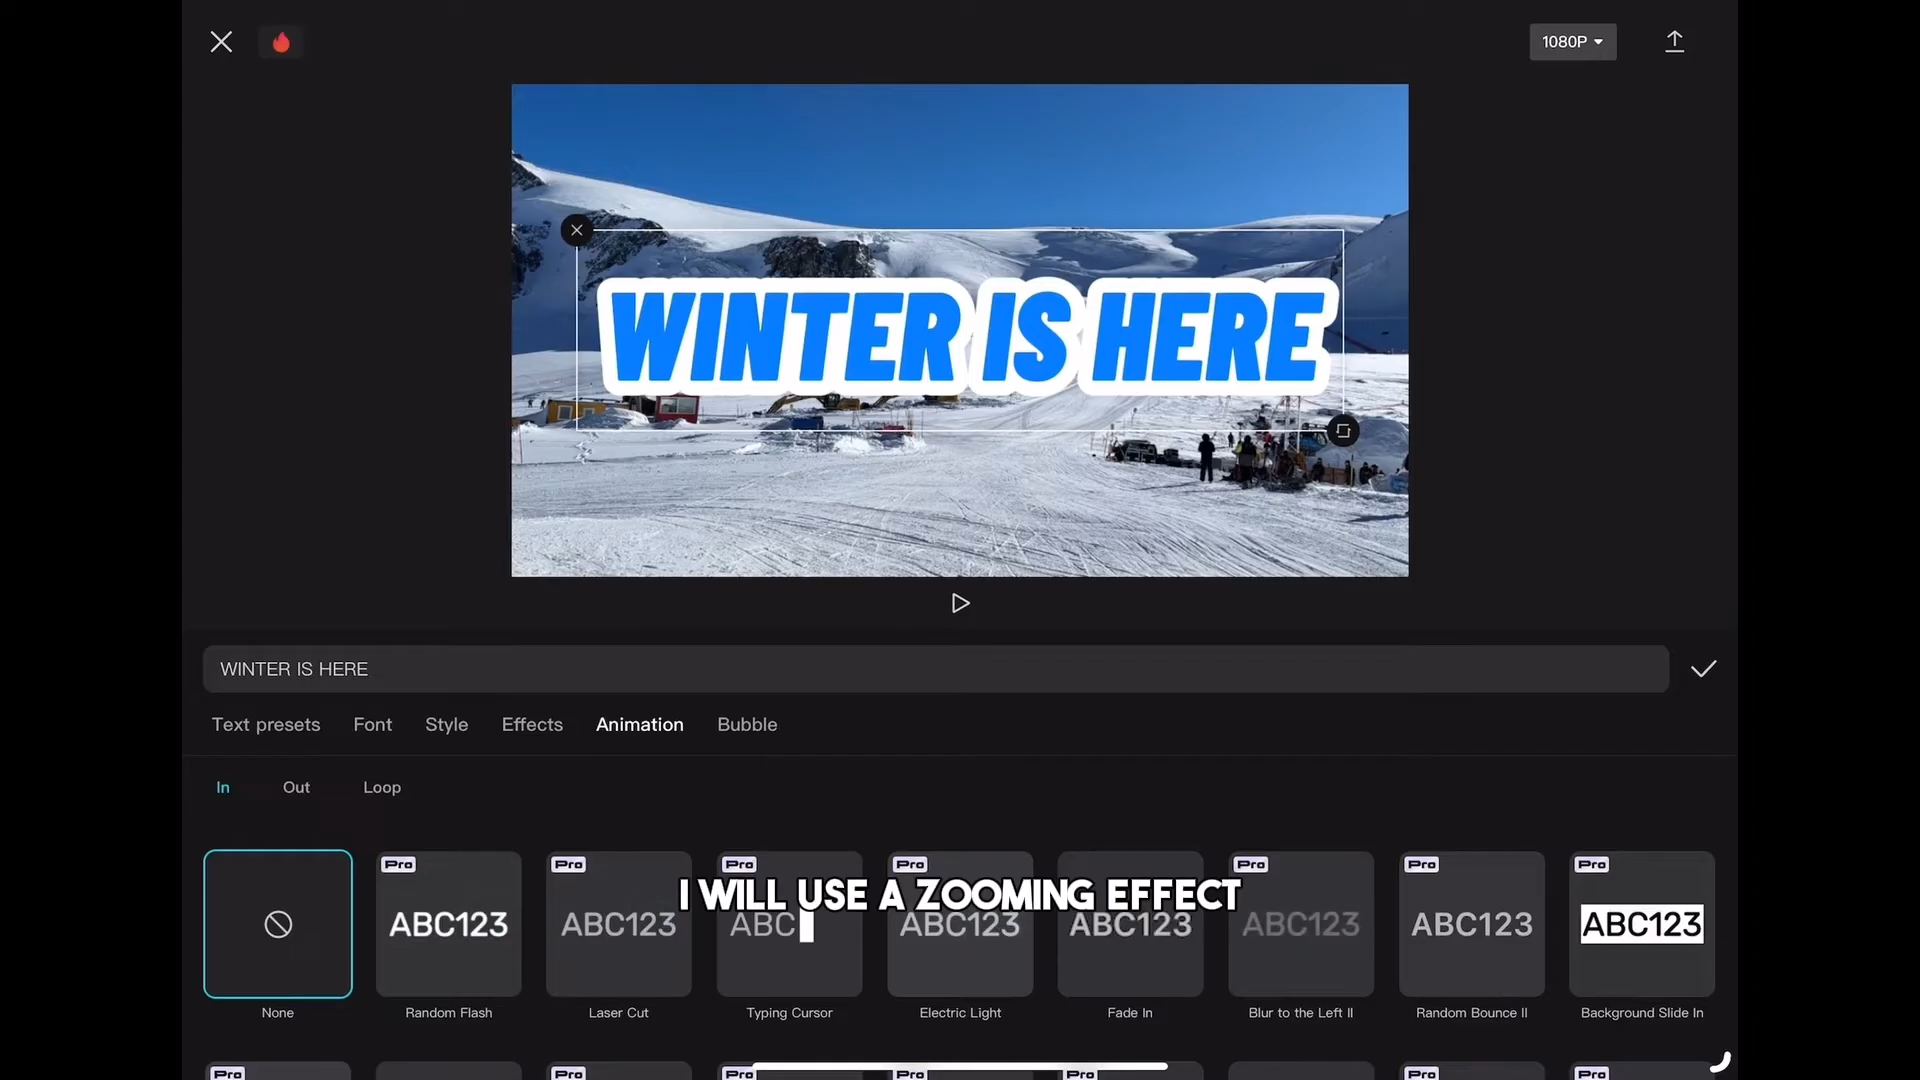 1080P
WINTER IS HERE
WINTER IS HERE
Text presets Font Style Effects Animation Bubble
In Out Loop
Pro Pro Pro Pro Pro Pro Pro
I WILL USE A ZOOMING EFFECT
ABC123 ABC123 ABC ABC123 ABC123 ABC123 ABC123 ABC123
None Random Flash Laser Cut Typing Cursor Electric Light Fade In Blur to the Left II Random Bounce II Background Slide In
Pro Pro Pro Pro Pro Pro Pro